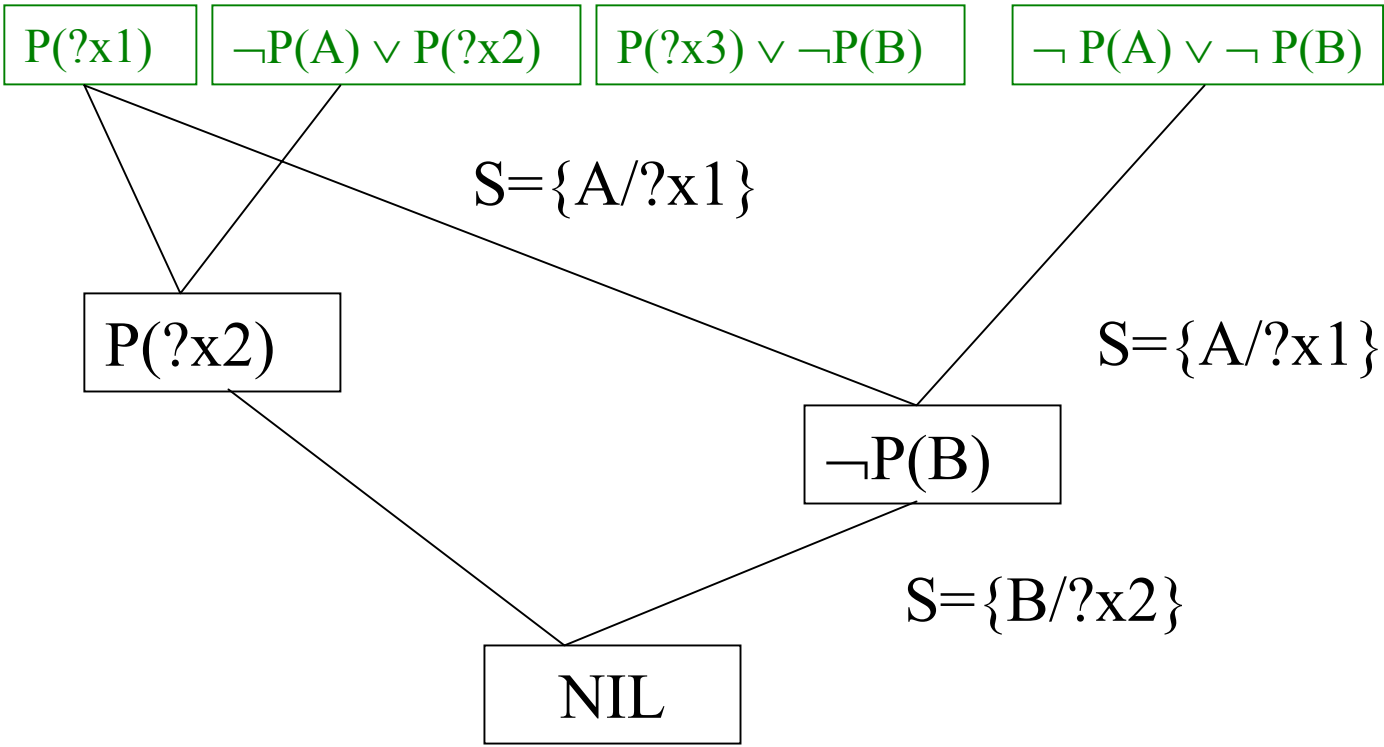 P(?x1)
¬P(A) ∨ P(?x2)
P(?x3) ∨ ¬P(B)
¬ P(A) ∨ ¬ P(B)
S={A/?x1}
P(?x2)
S={A/?x1}
¬P(B)
S={B/?x2}
NIL